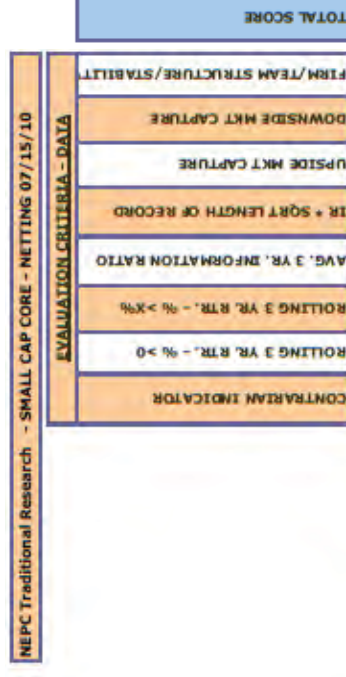 NEPC Traditional Research - SMALL CAP CORE - NETTING 07/15/10
EVALUATION CRITERIA - DATA
CONTRARIAN INDICATOR
ROLLING 3 YR. RTR. - % >0
ROLLING 3 YR. RTR. - % >X%
AVG. 3 YR. INFORMATION RATIO
IR * SQRT LENGTH OF RECORD
UPSIDE MKT CAPTURE
DOWNSIDE MKT CAPTURE
FIRM/TEAM STRUCTURE/STABILITY
TOTAL SCORE